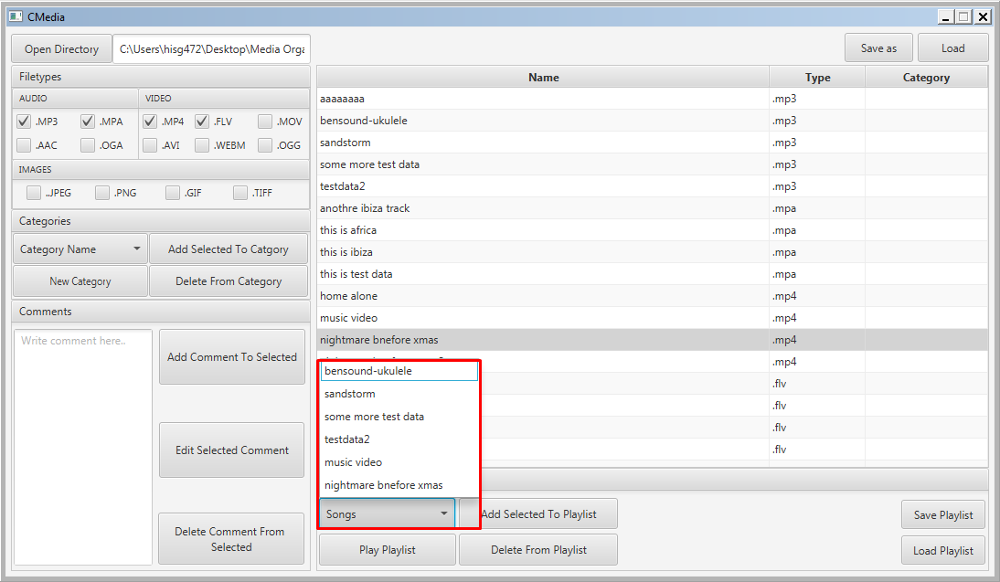 CMedia
Open Directory C:\Users\hisg472\Desktop\Media Orga Save as Load
Filetypes
AUDIO VIDEO
.MP3 .MPA .MP4 .FLV .MOV
.AAC .OGA .AVI .WEBM .OGG
IMAGES
..JPEG .PNG .GIF .TIFF
Categories
Category Name Add Selected To Catgory
New Category Delete From Category
Comments
Write comment here..
Add Comment To Selected
Edit Selected Comment
Delete Comment From
Selected
Name Type Category
aaaaaaaa .mp3
bensound-ukulele .mp3
sandstorm .mp3
some more test data .mp3
testdata2 .mp3
anothre ibiza track .mpa
this is africa .mpa
this is ibiza .mpa
this is test data .mpa
home alone .mp4
music video .mp4
nightmare bnefore xmas .mp4
.mp4
.flv
.flv
.flv
.flv
bensound-ukulele
sandstorm
some more test data
testdata2
music video
nightmare bnefore xmas
Songs Add Selected To Playlist Save Playlist
Play Playlist Delete From Playlist Load Playlist